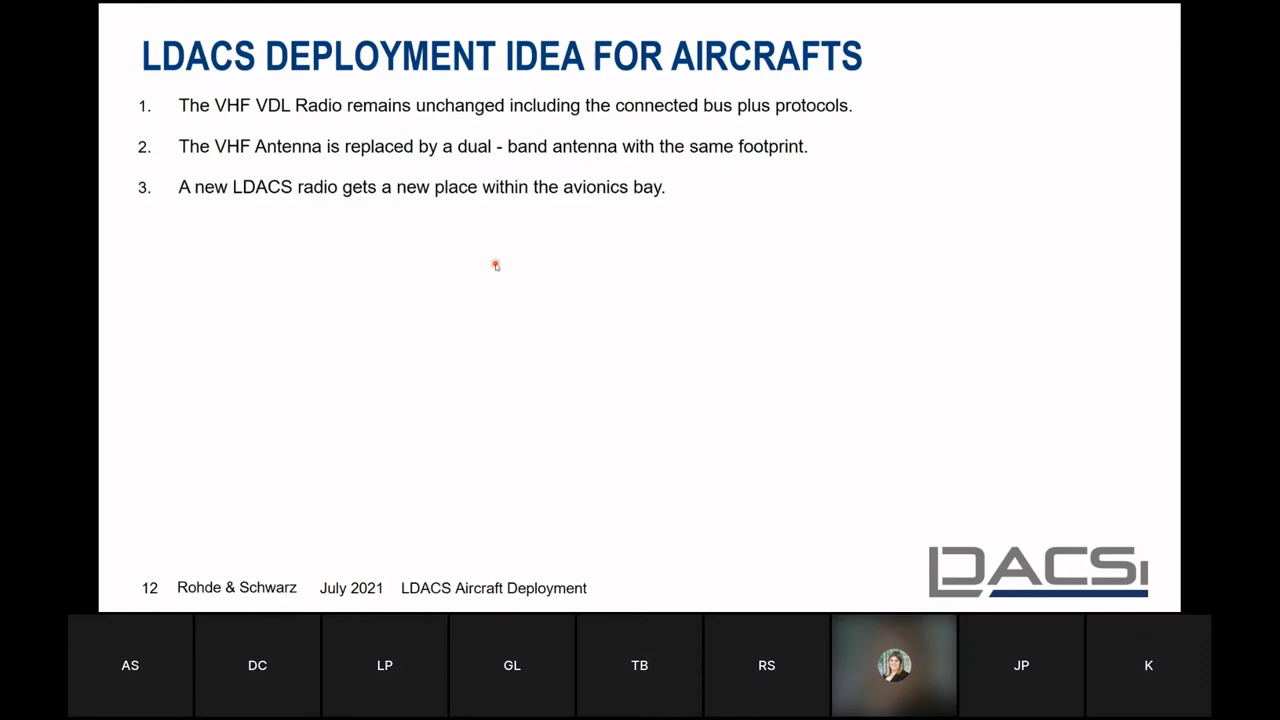 LDACS DEPLOYMENT IDEA FOR AIRCRAFTS
1. The VHF VDL Radio remains unchanged including the connected bus plus protocols.
2. The VHF Antenna is replaced by a dual - band antenna with the same footprint.
3. A new LDACS radio gets a new place within the avionics bay.
12 Rohde & Schwarz July 2021 LDACS Aircraft Deployment
LDACSI
AS DC LP GL TB RS JP K